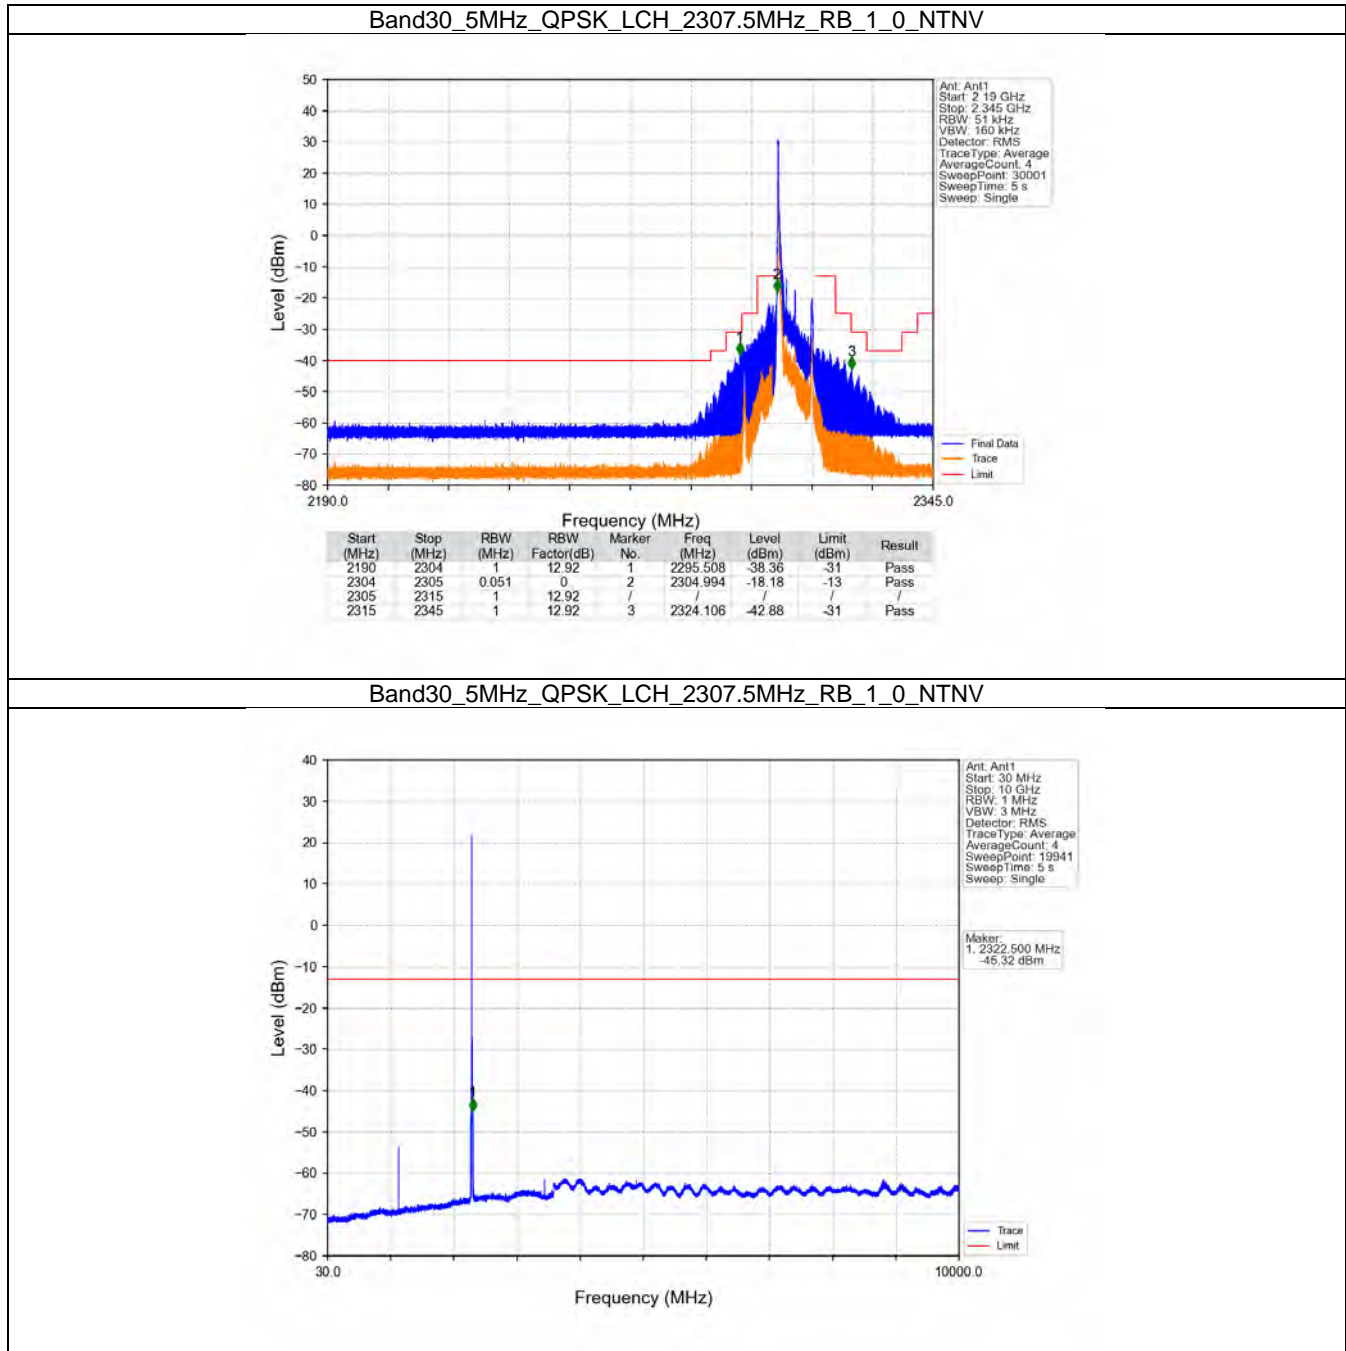 Band30_5MHz_QPSK_LCH_2307.5MHz_RB_1_0_NTNV
50
40
30
20
10
0
−10
−20
−30
−40
−50
−60
−70
−80
Level (dBm)
1
2
3
2190.0
2345.0
Frequency (MHz)
Ant: Ant1
Start: 2.19 GHz
Stop: 2.345 GHz
RBW: 51 kHz
VBW: 160 kHz
Detector: RMS
TraceType: Average
AverageCount: 4
SweepPoint: 30001
SweepTime: 5 s
Sweep: Single
Final Data
Trace
Limit
Start (MHz) Stop (MHz) RBW (MHz) RBW Factor(dB) Marker No. Freq (MHz) Level (dBm) Limit (dBm) Result
2190 2304 1 12.92 1 2295.508 -38.36 -31 Pass
2304 2305 0.051 0 2 2304.994 -18.18 -13 Pass
2305 2315 1 12.92 / / / / /
2315 2345 1 12.92 3 2324.106 -42.88 -31 Pass
Band30_5MHz_QPSK_LCH_2307.5MHz_RB_1_0_NTNV
40
30
20
10
0
−10
−20
−30
−40
−50
−60
−70
−80
Level (dBm)
1
30.0
10000.0
Frequency (MHz)
Ant: Ant1
Start: 30 MHz
Stop: 10 GHz
RBW: 1 MHz
VBW: 3 MHz
Detector: RMS
TraceType: Average
AverageCount: 4
SweepPoint: 19941
SweepTime: 5 s
Sweep: Single
Maker:
1. 2322.500 MHz
-45.32 dBm
Trace
Limit